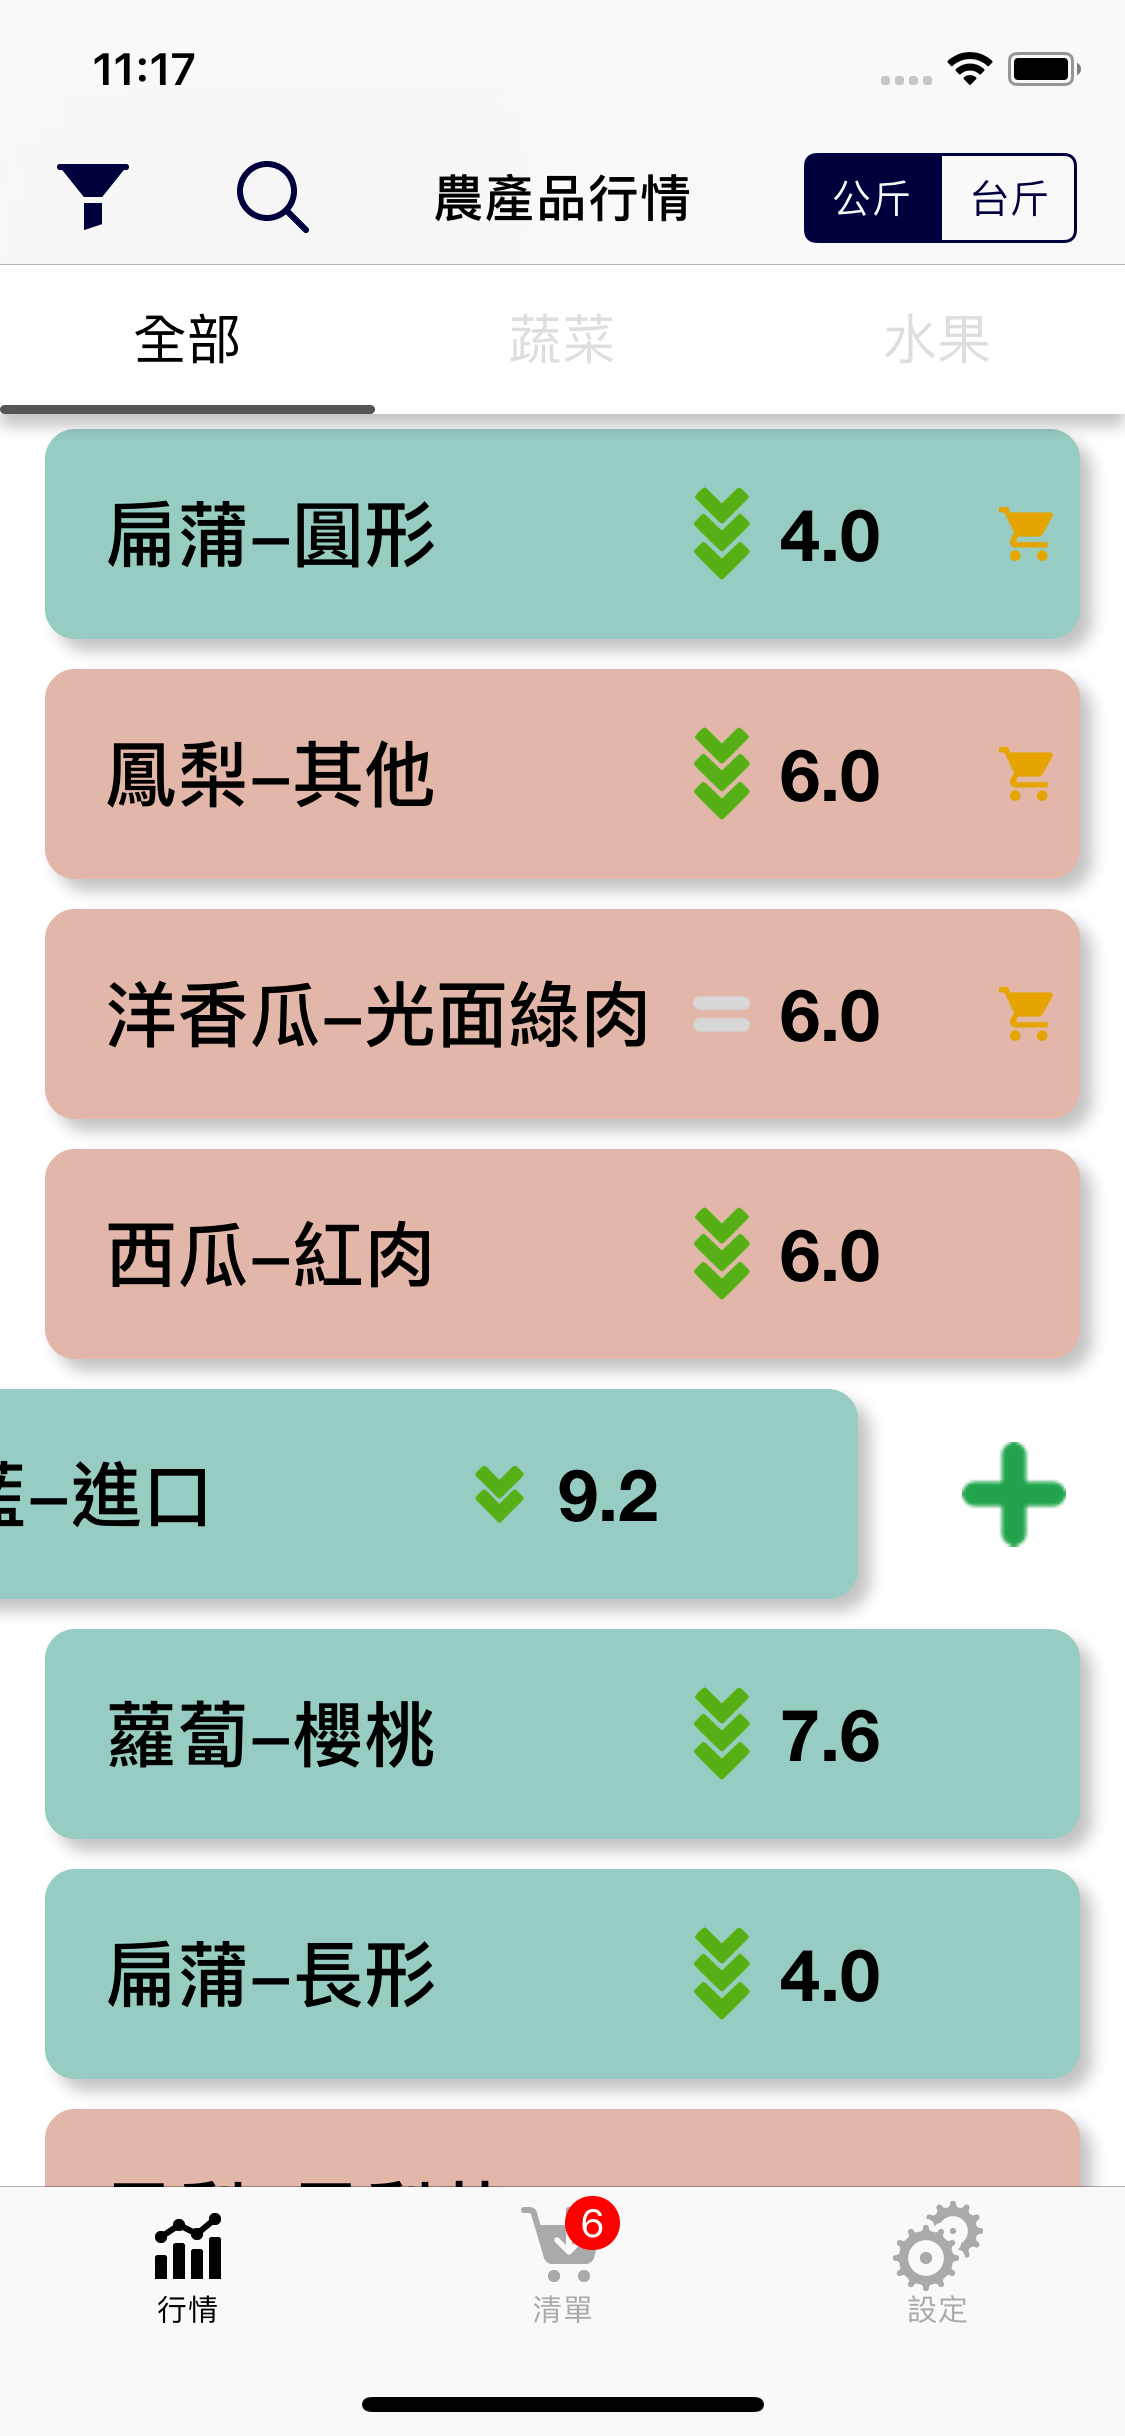 11:17
農產品行情
公斤 台斤
全部 蔬菜 水果
扁蒲–圓形 4.0
鳳梨–其他 6.0
洋香瓜–光面綠肉 = 6.0
西瓜–紅肉 6.0
藍–進口 9.2
蘿蔔–櫻桃 7.6
扁蒲–長形 4.0
6
行情 清單 設定